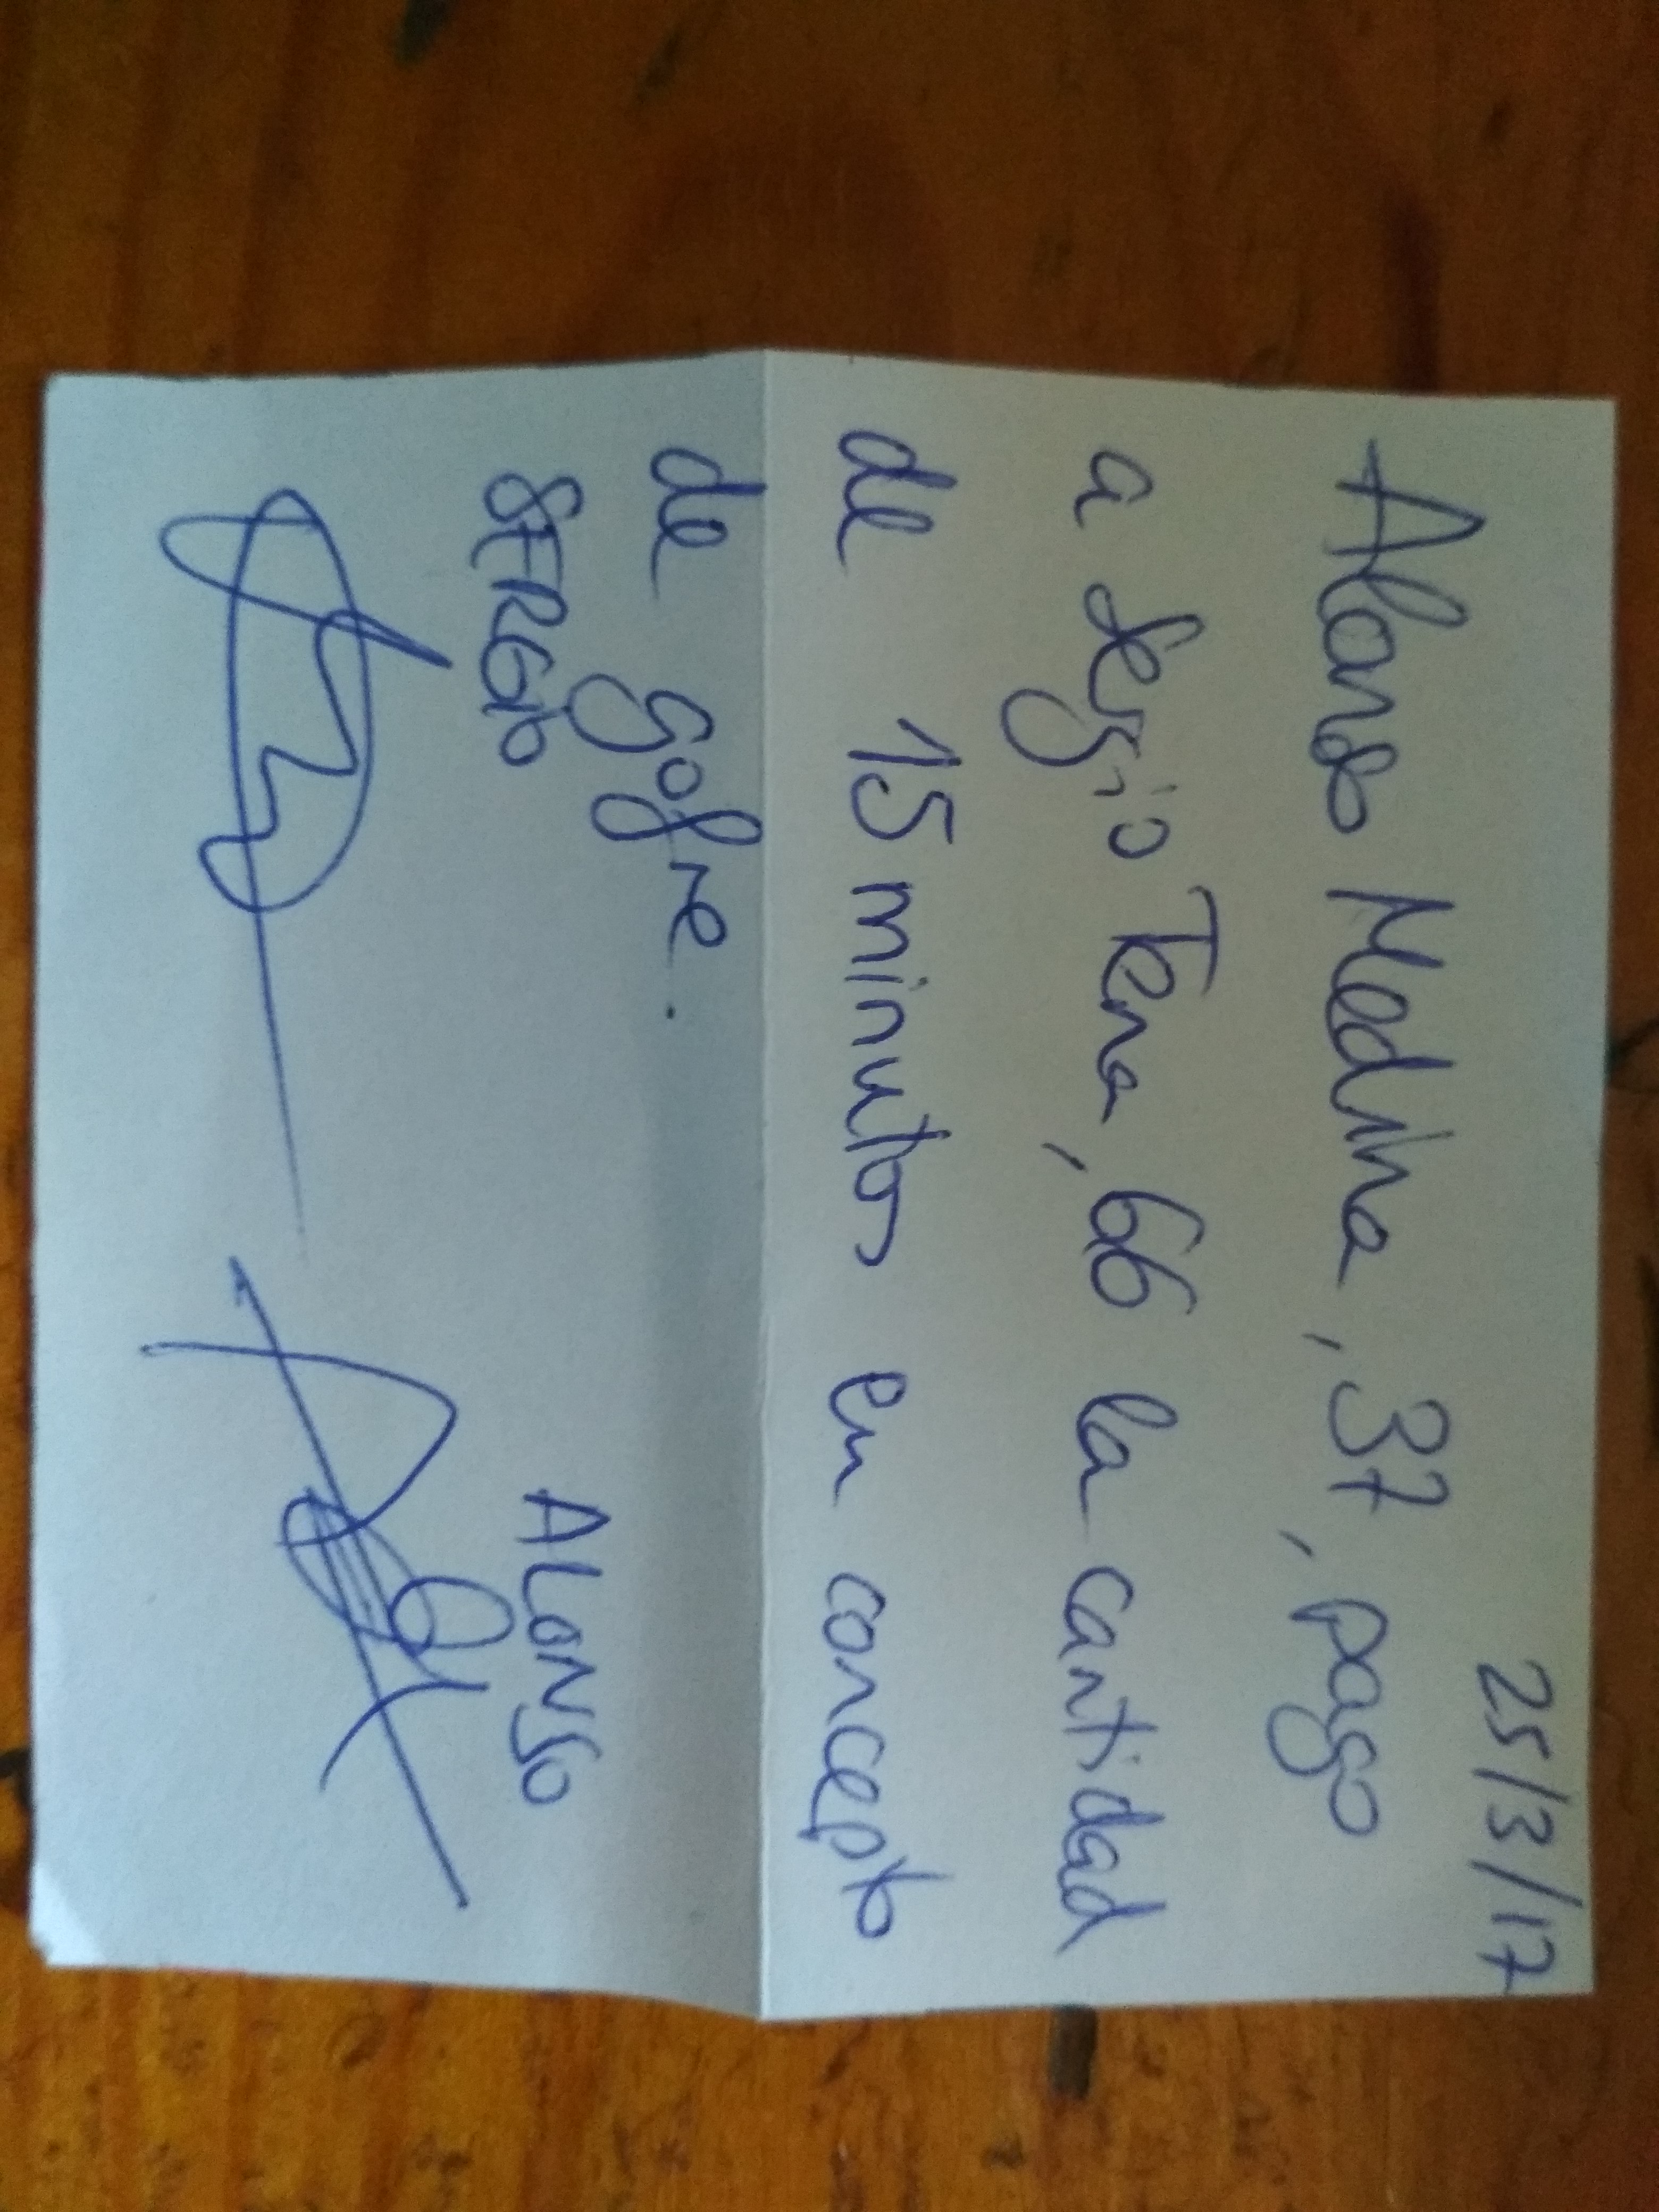 25/3/17
Alonso Medina, 37, pago
a Sergio Tena, 66 la cantidad
de 15 minutos en concepto
de gofre.
SERGIO
ALONSO